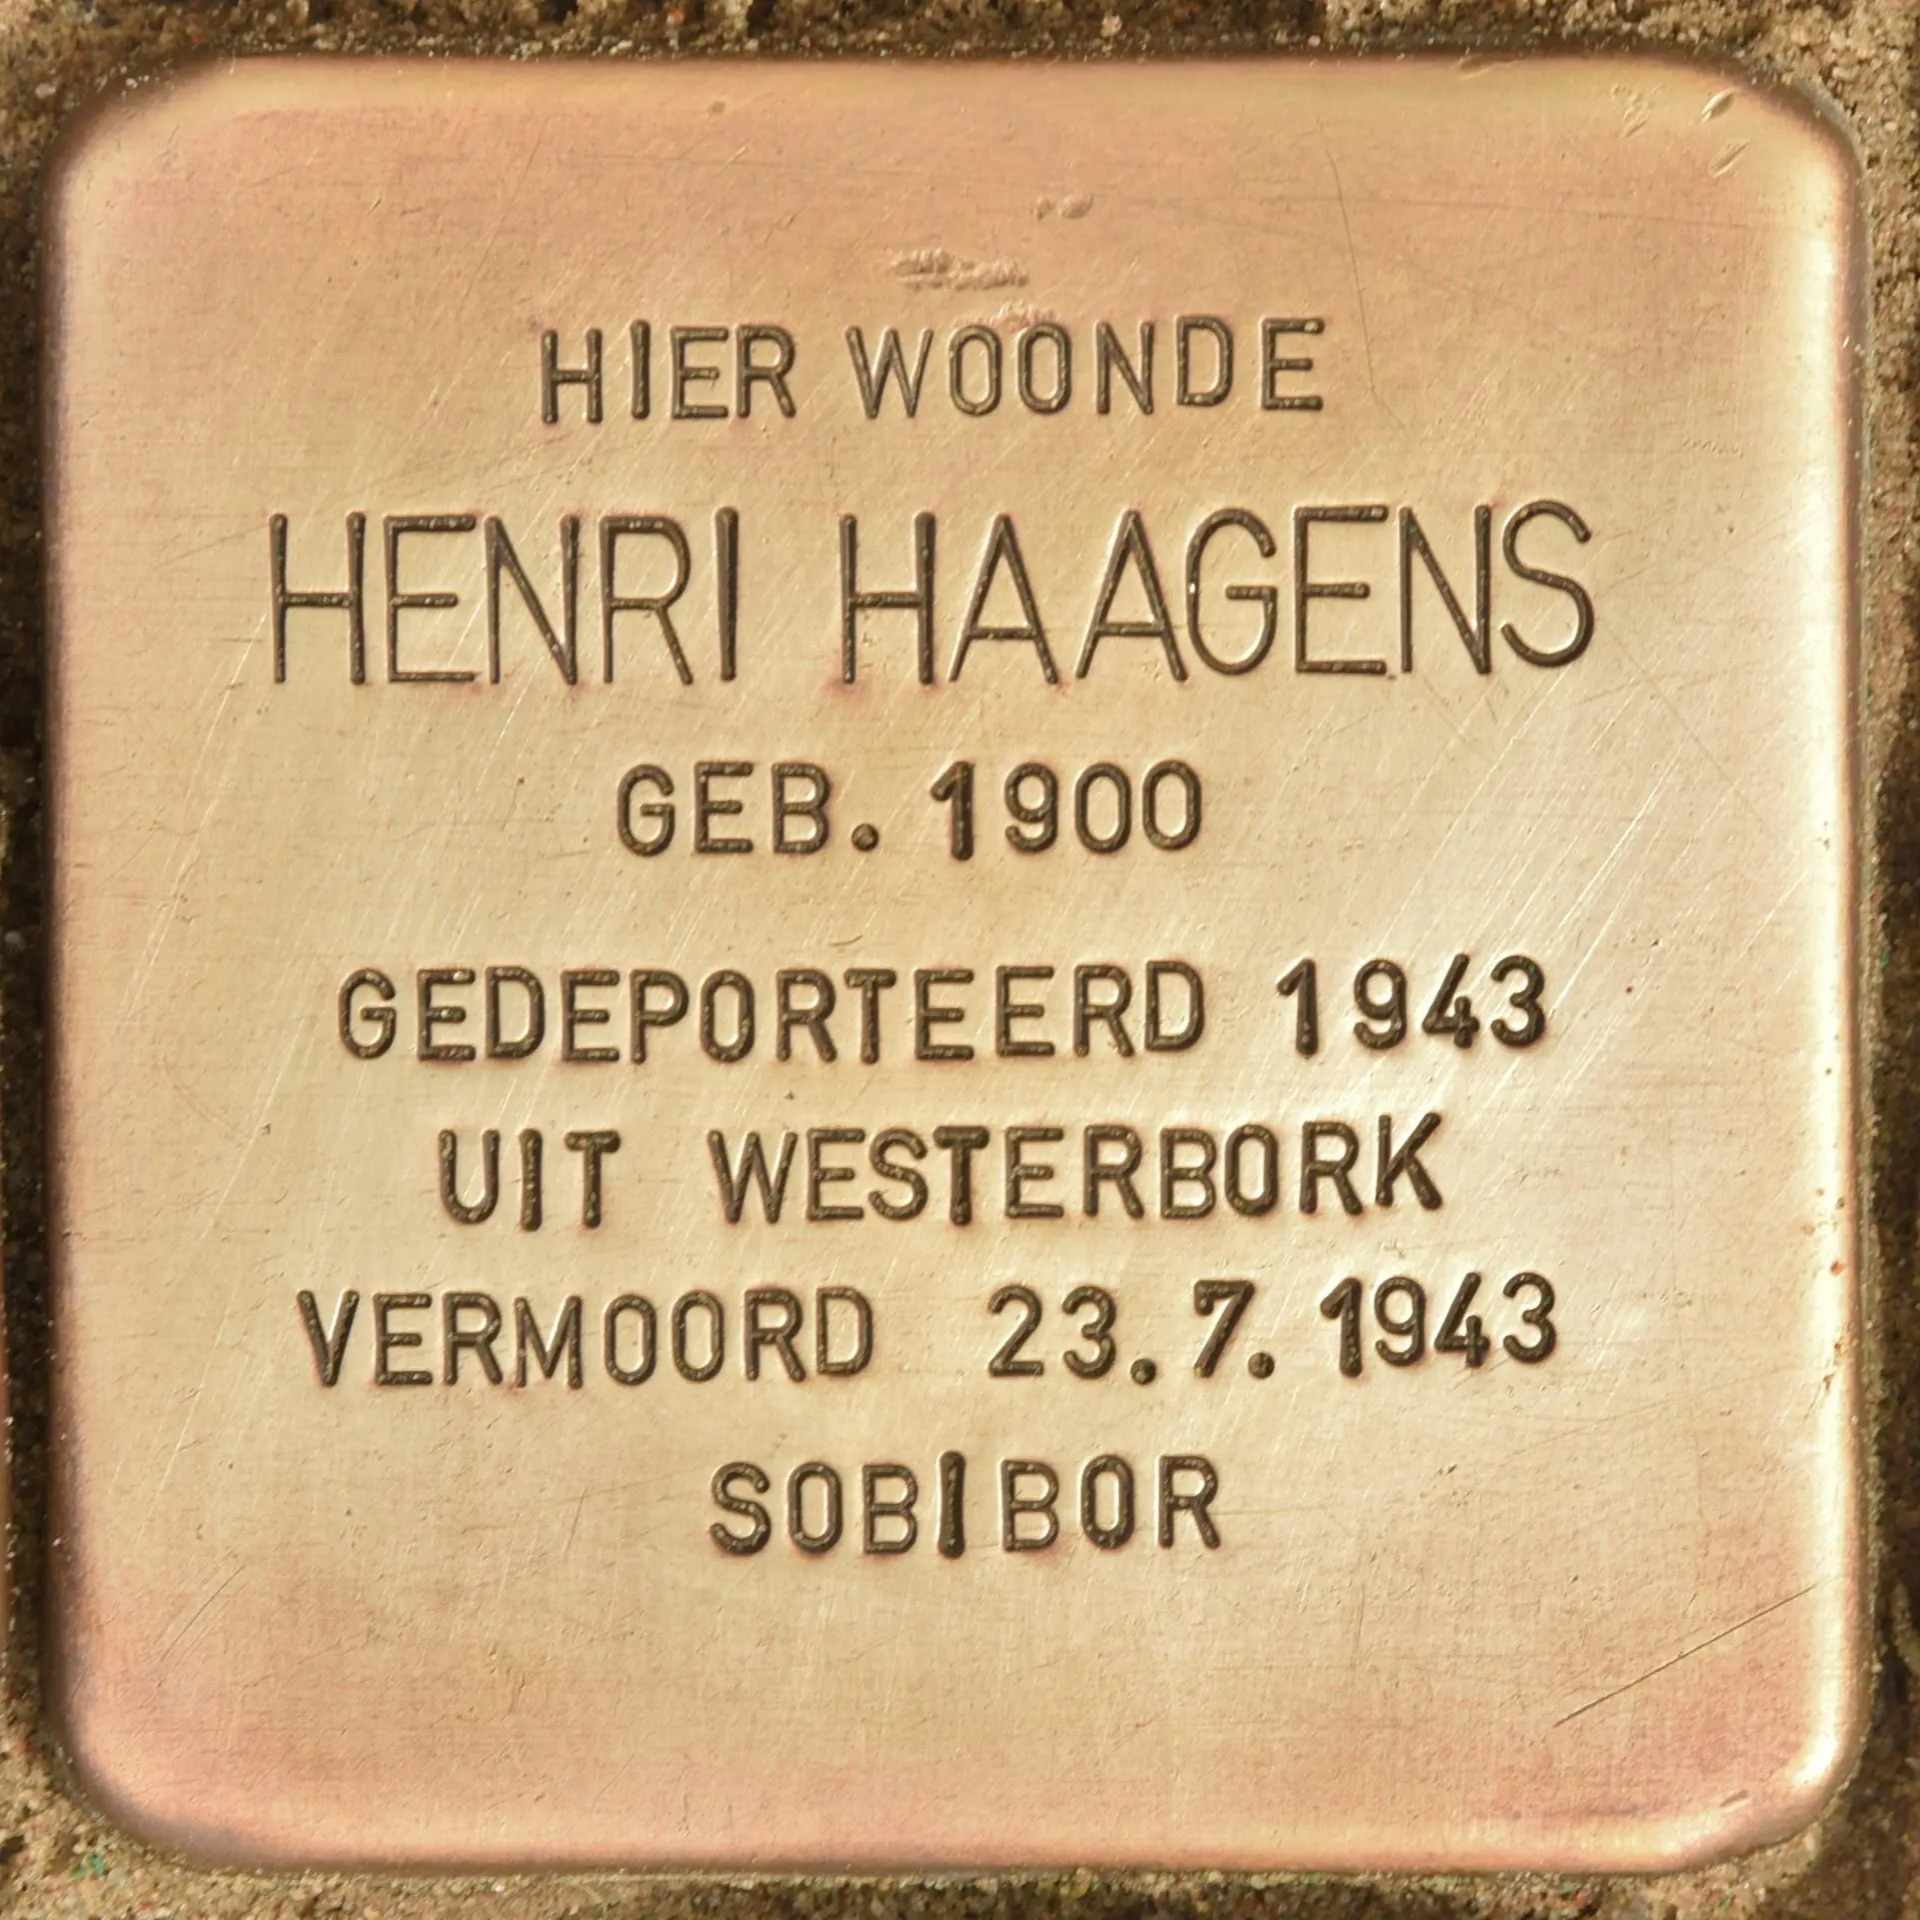 HIER WOONDE
HENRI HAAGENS
GEB. 1900
GEDEPORTEERD 1943
UIT WESTERBORK
VERMOORD 23.7.1943
SOBIBOR